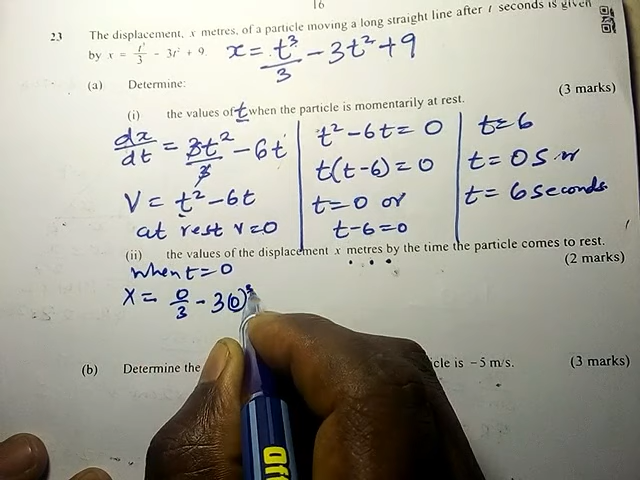 16
23 The displacement, x metres, of a particle moving a long straight line after t seconds is given
by x = t³/3 - 3t² + 9. x = t³/3 - 3t² + 9
(a) Determine:
(i) the values of t when the particle is momentarily at rest. (3 marks)
dx/dt = 3t²/3 - 6t
V = t² - 6t
at rest v=0
t² - 6t = 0
t(t-6) = 0
t = 0 or
t-6=0
t=6
t = 0 s or
t = 6 seconds
(ii) the values of the displacement x metres by the time the particle comes to rest.
(2 marks)
when t = 0
x = 0/3 - 3(0)
(b) Determine the cle is -5 m/s. (3 marks)